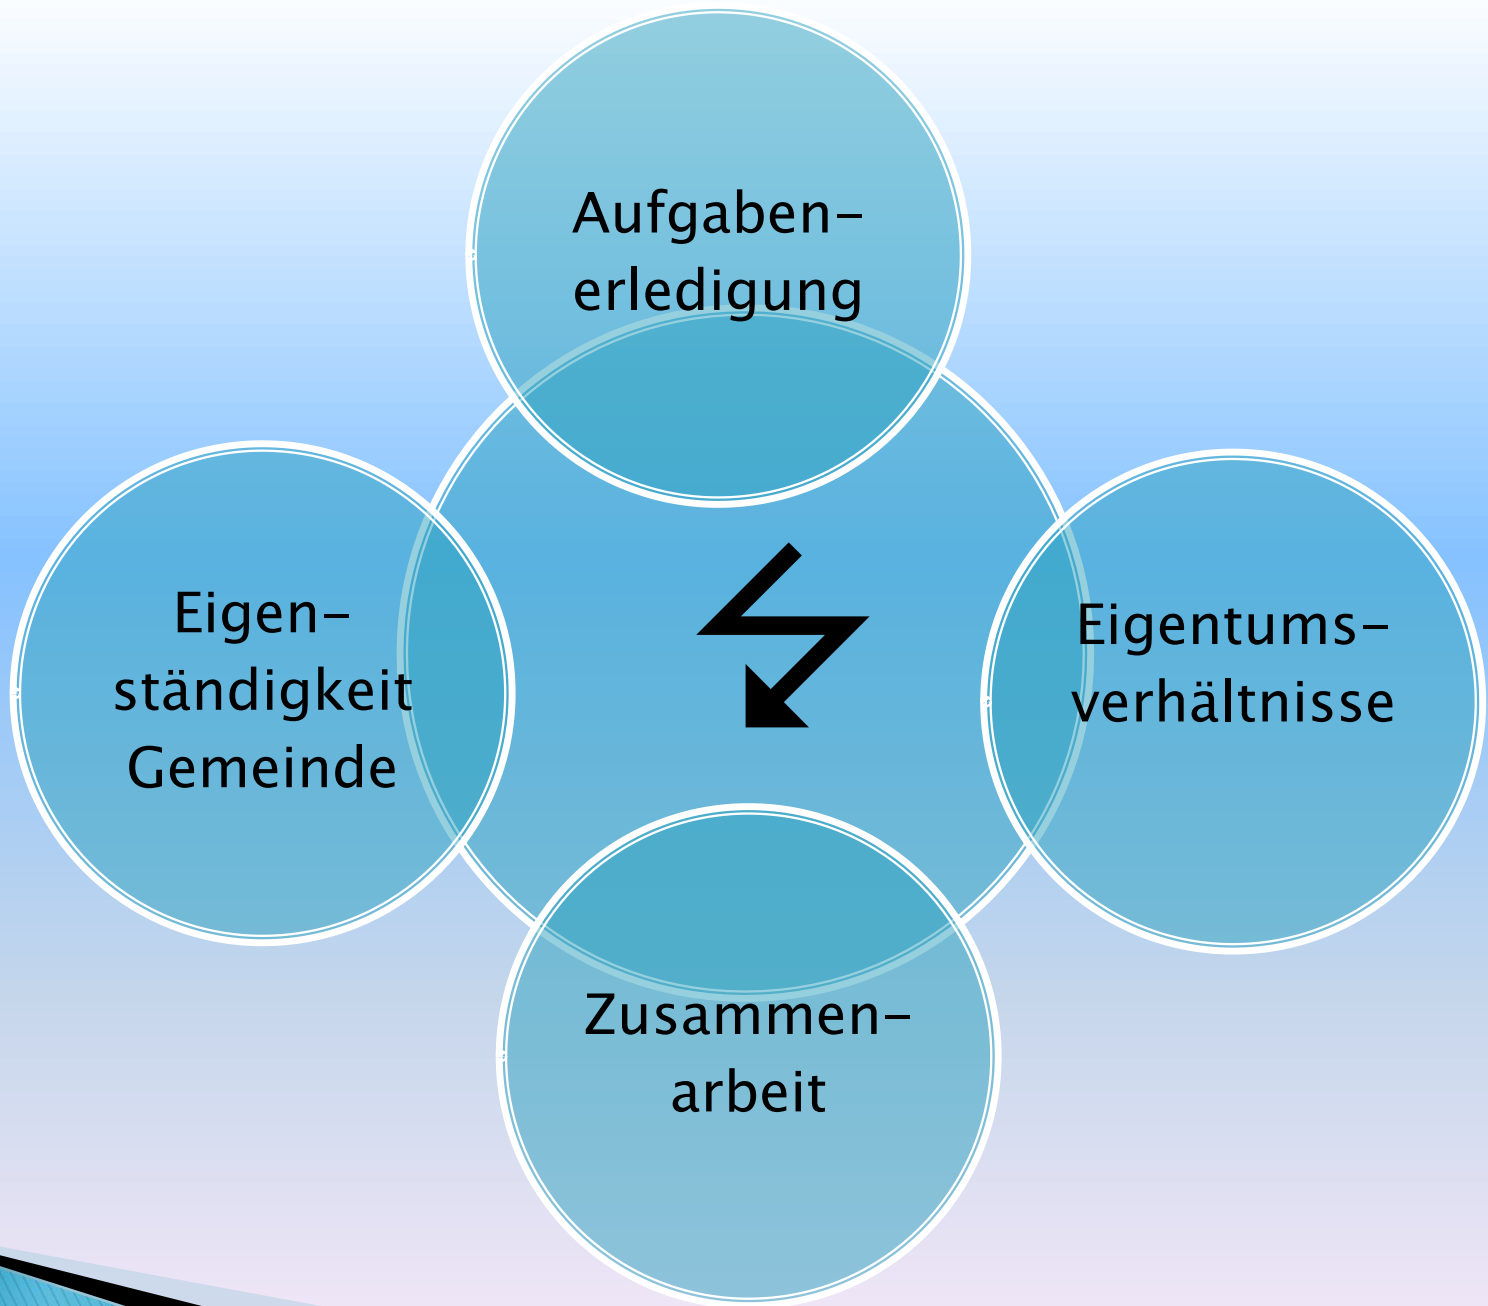 Aufgaben-
erledigung
Eigen-
ständigkeit
Gemeinde
Eigentums-
verhältnisse
Zusammen-
arbeit